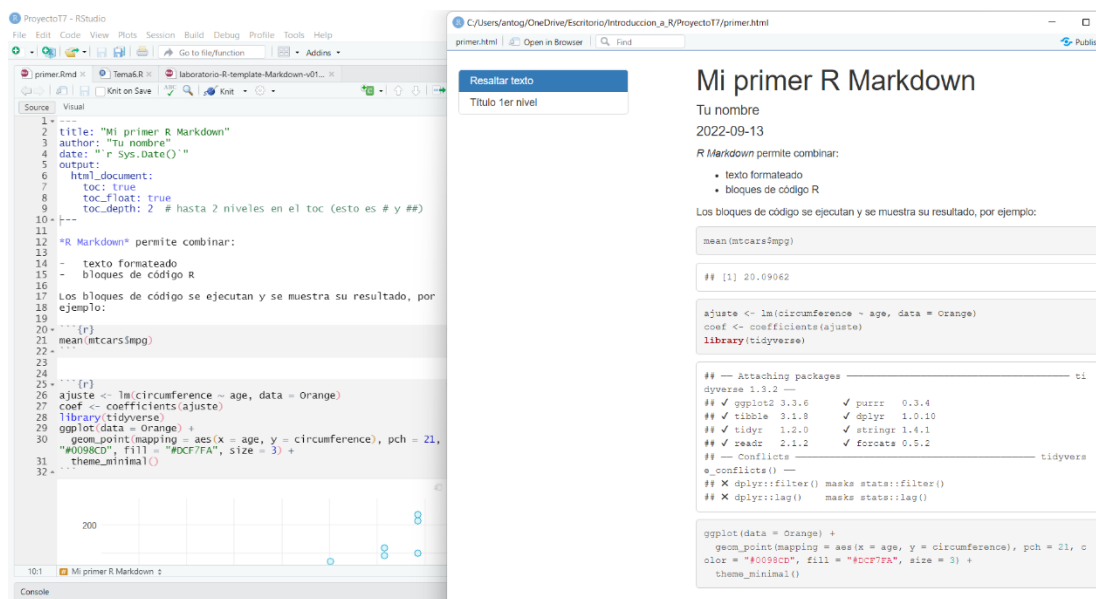 ProyectoT7 - RStudio
File Edit Code View Plots Session Build Debug Profile Tools Help
Go to file/function Addins
primer.Rmd Tema6.R laboratorio-R-template-Markdown-v01...
Knit on Save Knit
Source Visual
1 ---
2 title: "Mi primer R Markdown"
3 author: "Tu nombre"
4 date: "`r Sys.Date()`"
5 output:
6 html_document:
7 toc: true
8 toc_float: true
9 toc_depth: 2 # hasta 2 niveles en el toc (esto es # y ##)
10 ---
11
12 *R Markdown* permite combinar:
13
14 - texto formateado
15 - bloques de código R
16
17 Los bloques de código se ejecutan y se muestra su resultado, por
18 ejemplo:
19
20 ```{r}
21 mean(mtcars$mpg)
22 ```
23
24
25 ```{r}
26 ajuste <- lm(circumference ~ age, data = Orange)
27 coef <- coefficients(ajuste)
28 library(tidyverse)
29 ggplot(data = Orange) +
30 geom_point(mapping = aes(x = age, y = circumference), pch = 21,
"#0098CD", fill = "#DCF7FA", size = 3) +
31 theme_minimal()
32 ```
200
10:1 Mi primer R Markdown
Console
C:/Users/antog/OneDrive/Escritorio/Introduccion_a_R/ProyectoT7/primer.html
primer.html Open in Browser Find Publis
Resaltar texto
Título 1er nivel
Mi primer R Markdown
Tu nombre
2022-09-13
R Markdown permite combinar:
• texto formateado
• bloques de código R
Los bloques de código se ejecutan y se muestra su resultado, por ejemplo:
mean(mtcars$mpg)
## [1] 20.09062
ajuste <- lm(circumference ~ age, data = Orange)
coef <- coefficients(ajuste)
library(tidyverse)
## — Attaching packages ——————————————— ti
dyverse 1.3.2 —
## ✓ ggplot2 3.3.6 ✓ purrr 0.3.4
## ✓ tibble 3.1.8 ✓ dplyr 1.0.10
## ✓ tidyr 1.2.0 ✓ stringr 1.4.1
## ✓ readr 2.1.2 ✓ forcats 0.5.2
## — Conflicts ——————————————— tidyvers
e_conflicts() —
## ✕ dplyr::filter() masks stats::filter()
## ✕ dplyr::lag() masks stats::lag()
ggplot(data = Orange) +
geom_point(mapping = aes(x = age, y = circumference), pch = 21, c
olor = "#0098CD", fill = "#DCF7FA", size = 3) +
theme_minimal()